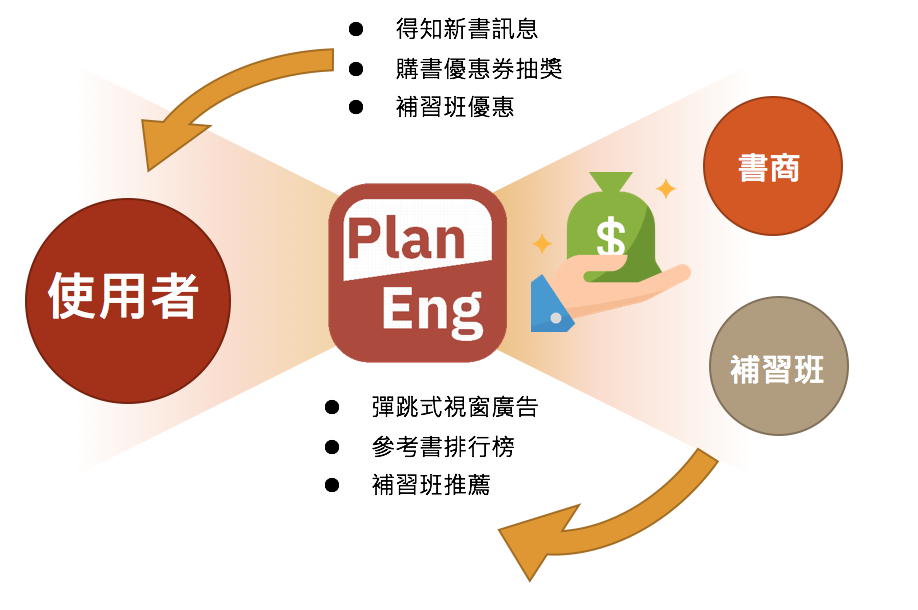 ● 得知新書訊息
● 購書優惠券抽獎
● 補習班優惠
書商
使用者
Plan
Eng
$
補習班
● 彈跳式視窗廣告
● 參考書排行榜
● 補習班推薦